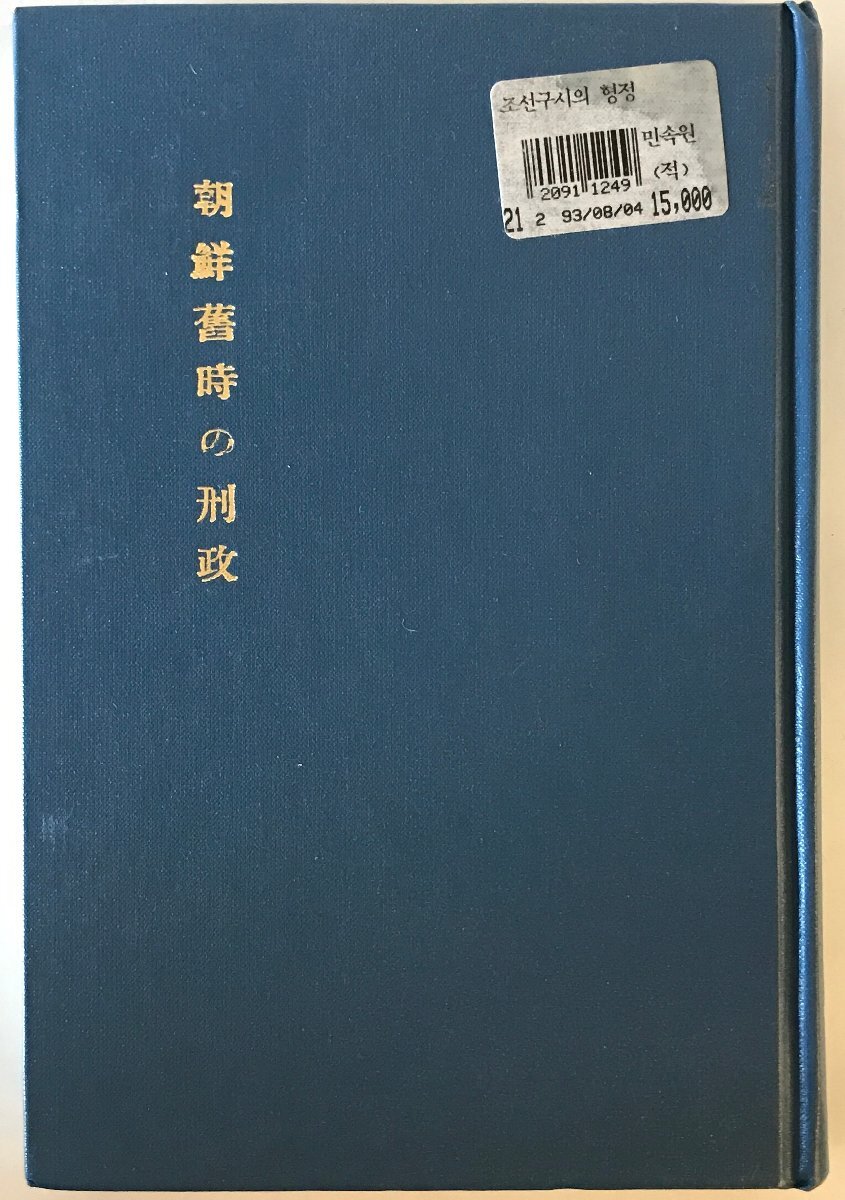 朝鮮舊時の刑政
조선구시의 형정
민속원
2091 1249 (적)
21 2 93/08/04 15,000